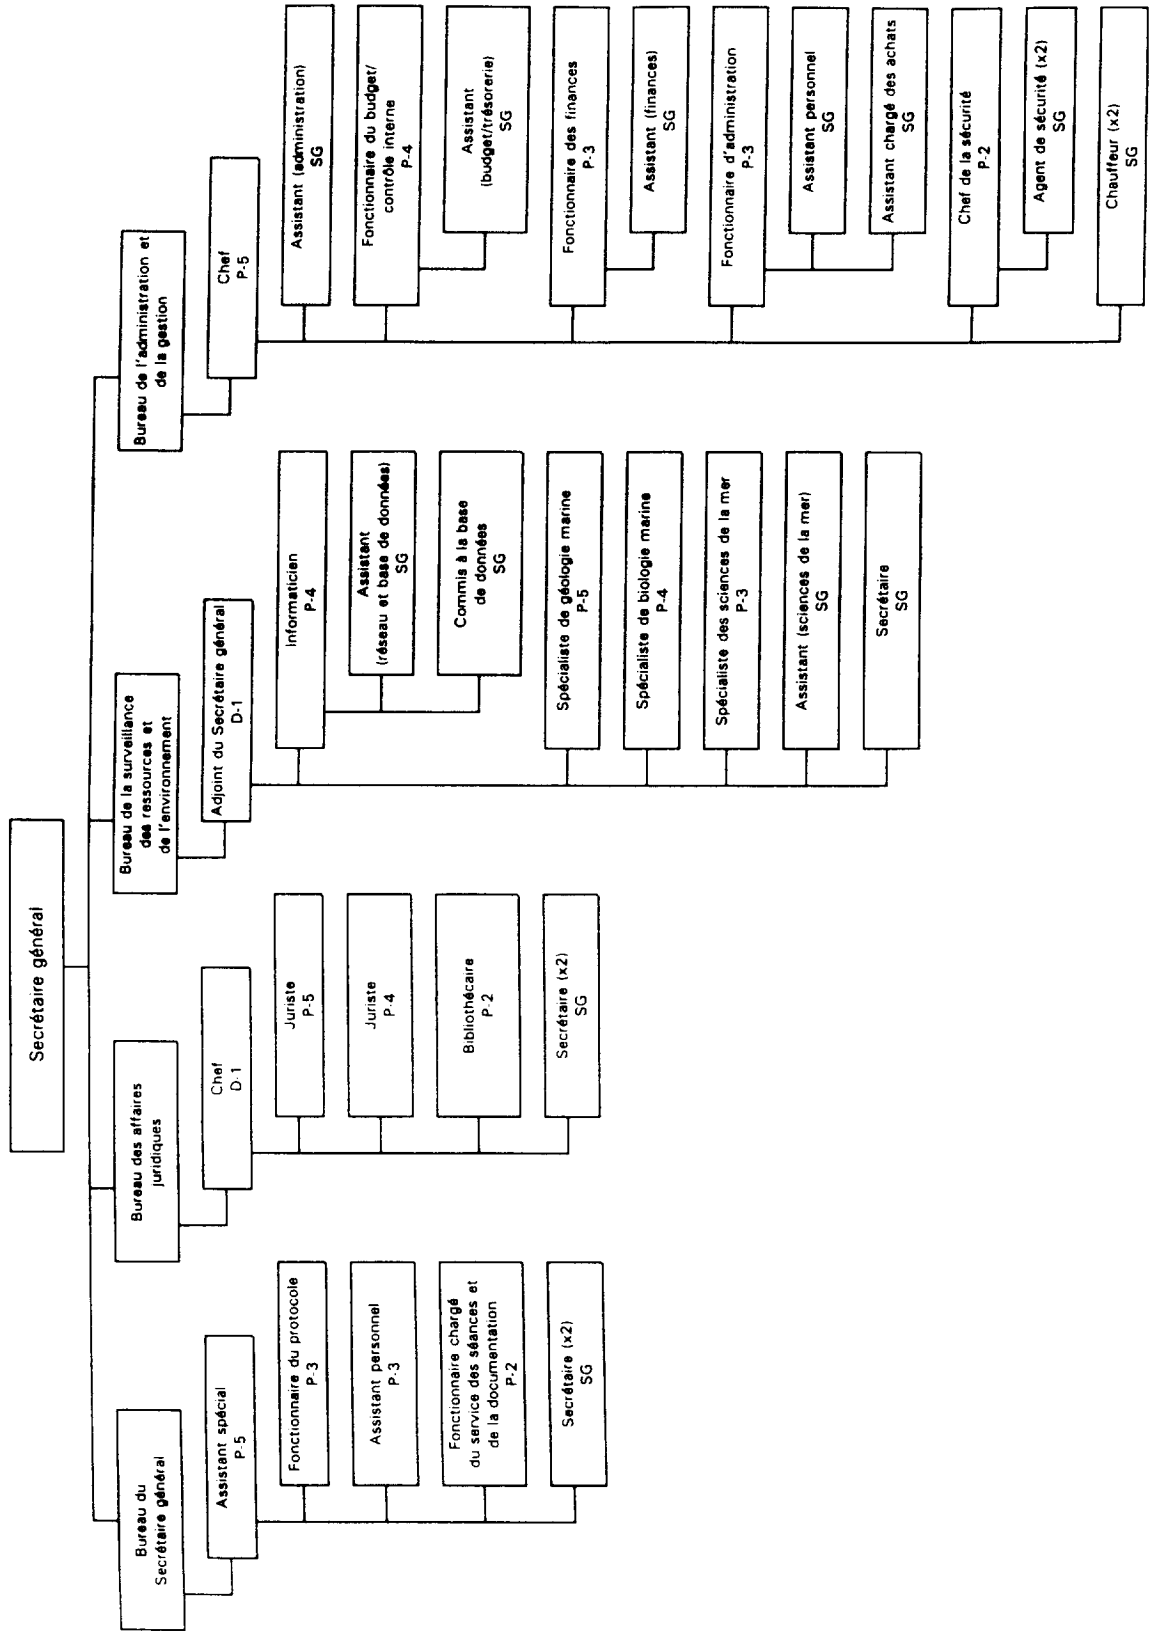 Secrétaire général
Bureau du
Secrétaire général
Assistant spécial
P-5
Fonctionnaire du protocole
P-3
Assistant personnel
P-3
Fonctionnaire chargé
du service des séances et
de la documentation
P-2
Secrétaire (x2)
SG
Bureau des affaires
juridiques
Chef
D-1
Juriste
P-5
Juriste
P-4
Bibliothécaire
P-2
Secrétaire (x2)
SG
Bureau de la surveillance
des ressources et
de l'environnement
Adjoint du Secrétaire général
D-1
Informaticien
P-4
Assistant
(réseau et base de données)
SG
Commis à la base
de données
SG
Spécialiste de géologie marine
P-5
Spécialiste de biologie marine
P-4
Spécialiste des sciences de la mer
P-3
Assistant (sciences de la mer)
SG
Secrétaire
SG
Bureau de l'administration et
de la gestion
Chef
P-5
Assistant (administration)
SG
Fonctionnaire du budget/
contrôle interne
P-4
Assistant
(budget/trésorerie)
SG
Fonctionnaire des finances
P-3
Assistant (finances)
SG
Fonctionnaire d'administration
P-3
Assistant personnel
SG
Assistant chargé des achats
SG
Chef de la sécurité
P-2
Agent de sécurité (x2)
SG
Chauffeur (x2)
SG